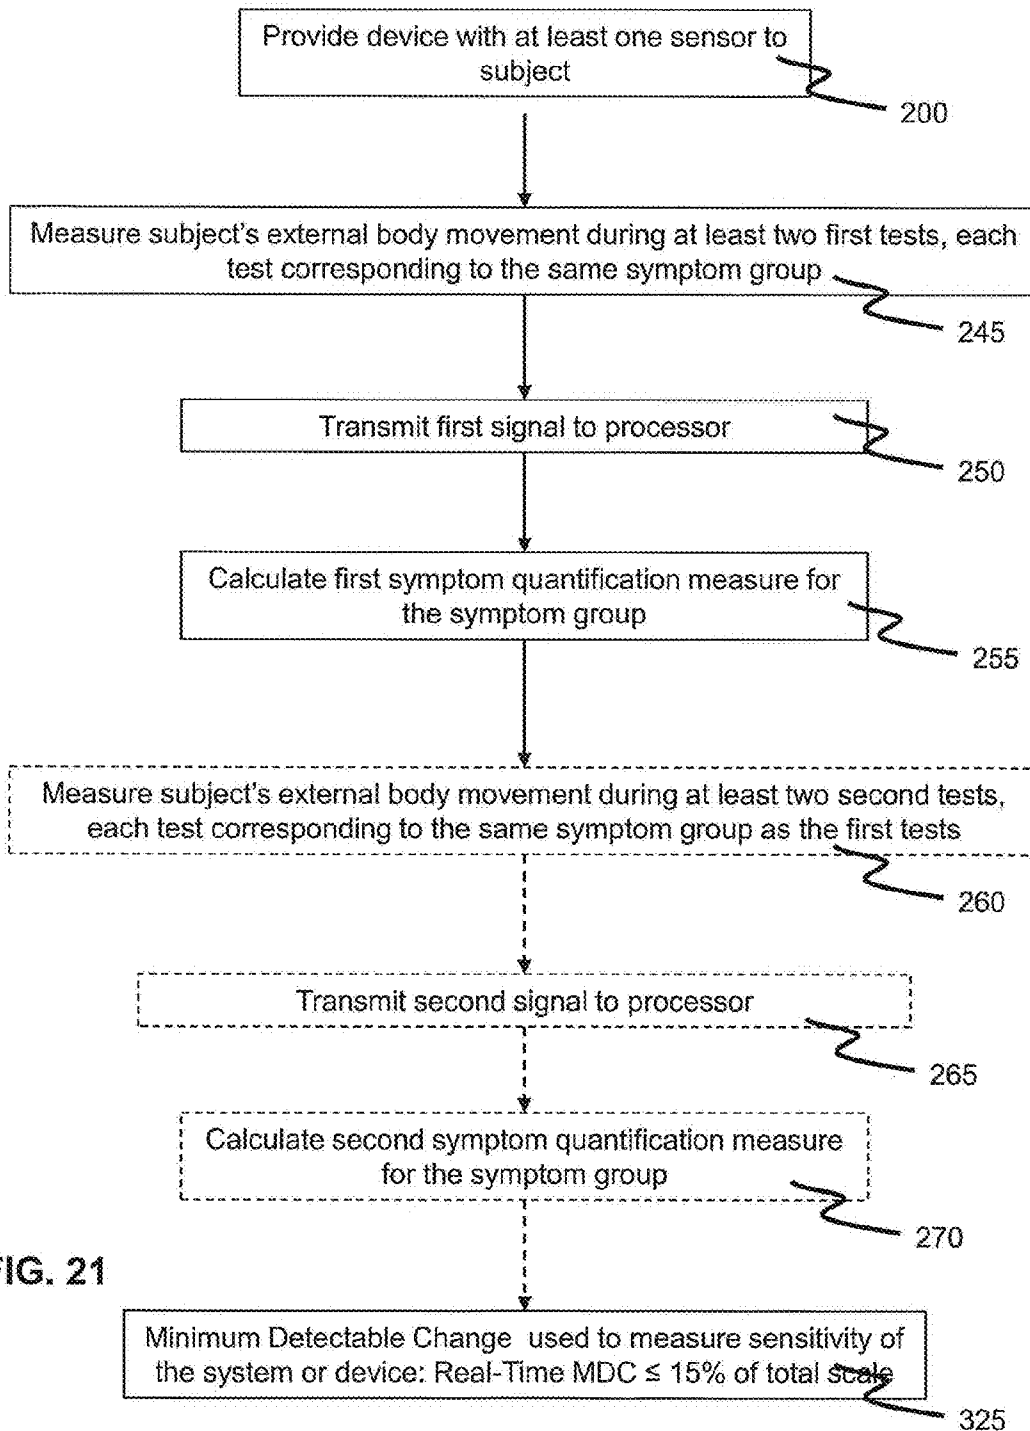 Provide device with at least one sensor to
subject
200
Measure subject's external body movement during at least two first tests, each
test corresponding to the same symptom group
245
Transmit first signal to processor
250
Calculate first symptom quantification measure for
the symptom group
255
Measure subject's external body movement during at least two second tests,
each test corresponding to the same symptom group as the first tests
260
Transmit second signal to processor
265
Calculate second symptom quantification measure
for the symptom group
270
FIG. 21
Minimum Detectable Change used to measure sensitivity of
the system or device: Real-Time MDC ≤ 15% of total scale
325